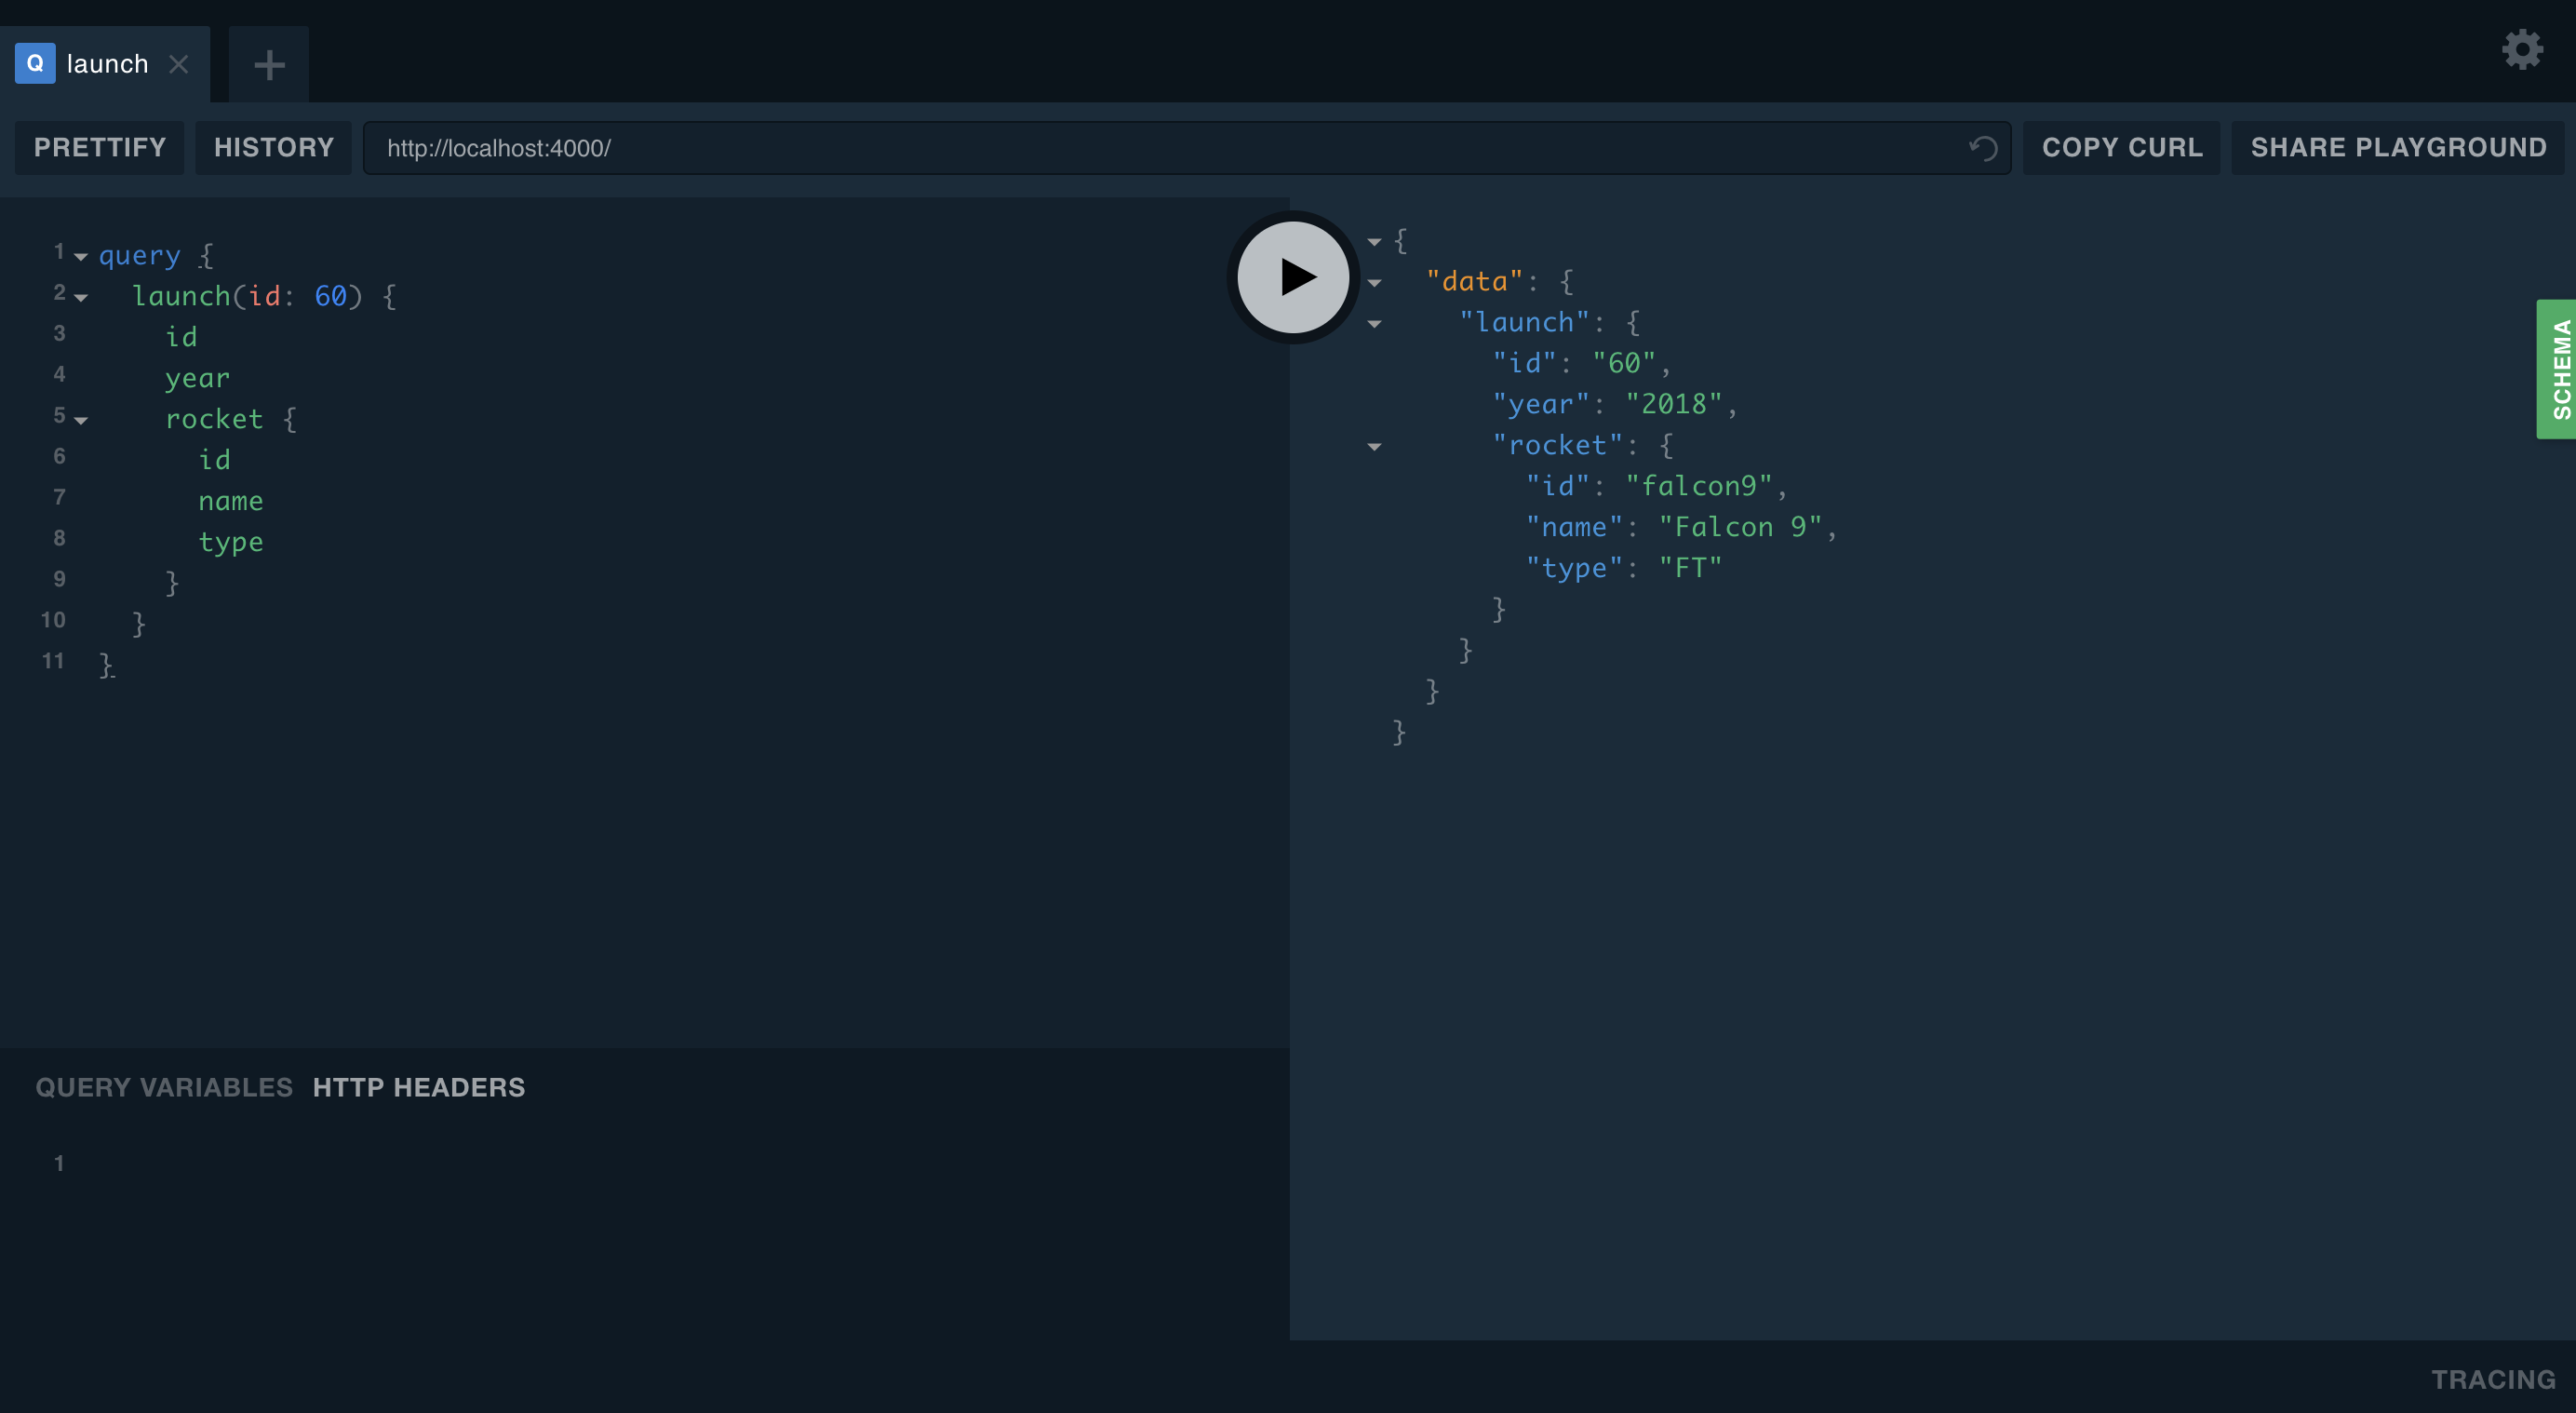 Q launch
PRETTIFY HISTORY http://localhost:4000/ COPY CURL SHARE PLAYGROUND
1 query {
2 launch(id: 60) {
3 id
4 year
5 rocket {
6 id
7 name
8 type
9 }
10 }
11 }
{
"data": {
"launch": {
"id": "60",
"year": "2018",
"rocket": {
"id": "falcon9",
"name": "Falcon 9",
"type": "FT"
}
}
}
}
SCHEMA
QUERY VARIABLES HTTP HEADERS
1
TRACING